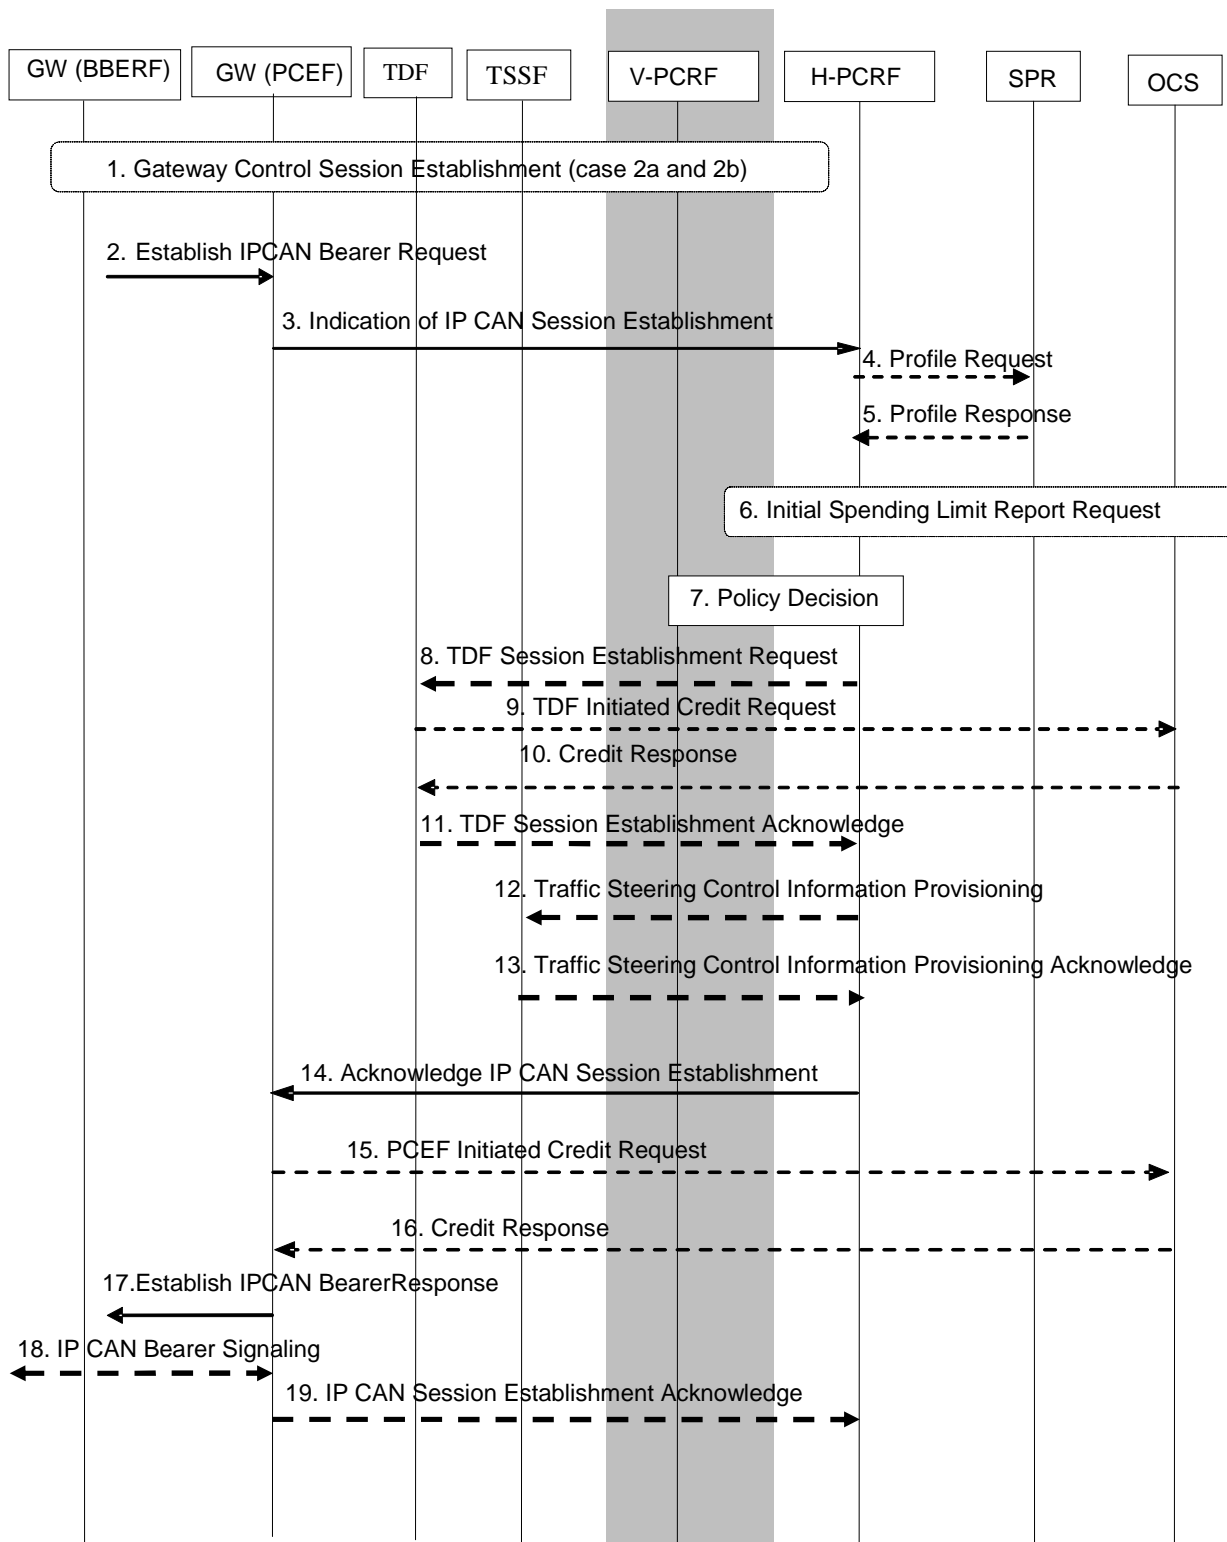 GW (BBERF)
GW (PCEF)
TDF
TSSF
V-PCRF
H-PCRF
SPR
OCS
1. Gateway Control Session Establishment (case 2a and 2b)
2. Establish IPCAN Bearer Request
3. Indication of IP CAN Session Establishment
4. Profile Request
5. Profile Response
6. Initial Spending Limit Report Request
7. Policy Decision
8. TDF Session Establishment Request
9. TDF Initiated Credit Request
10. Credit Response
11. TDF Session Establishment Acknowledge
12. Traffic Steering Control Information Provisioning
13. Traffic Steering Control Information Provisioning Acknowledge
14. Acknowledge IP CAN Session Establishment
15. PCEF Initiated Credit Request
16. Credit Response
17.Establish IPCAN BearerResponse
18. IP CAN Bearer Signaling
19. IP CAN Session Establishment Acknowledge